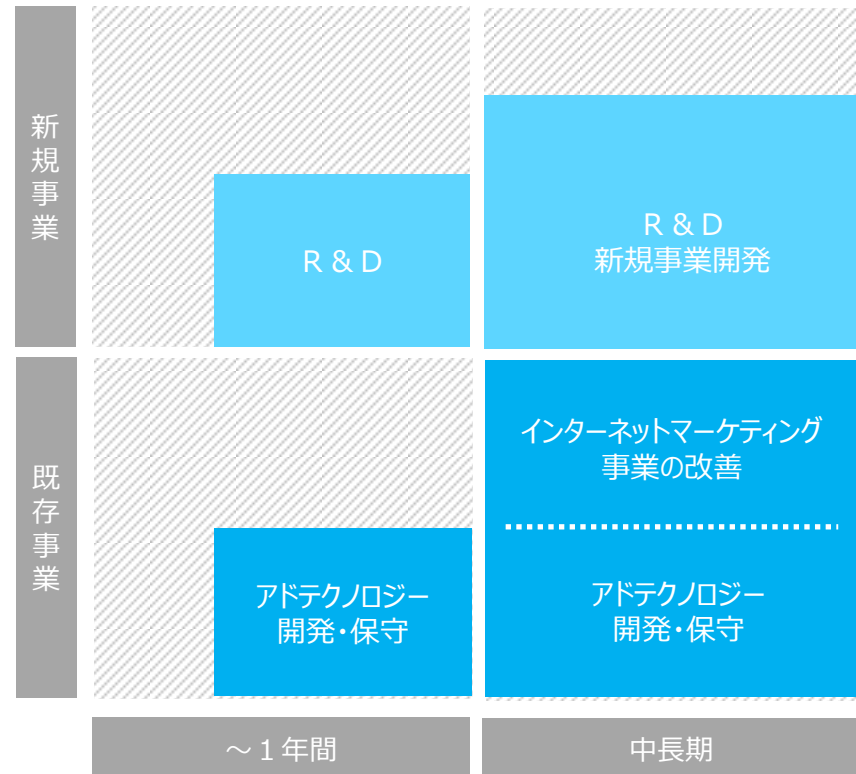 新規事業
R & D
R & D
新規事業開発
既存事業
インターネットマーケティング
事業の改善
アドテクノロジー
開発・保守
アドテクノロジー
開発・保守
～１年間
中長期